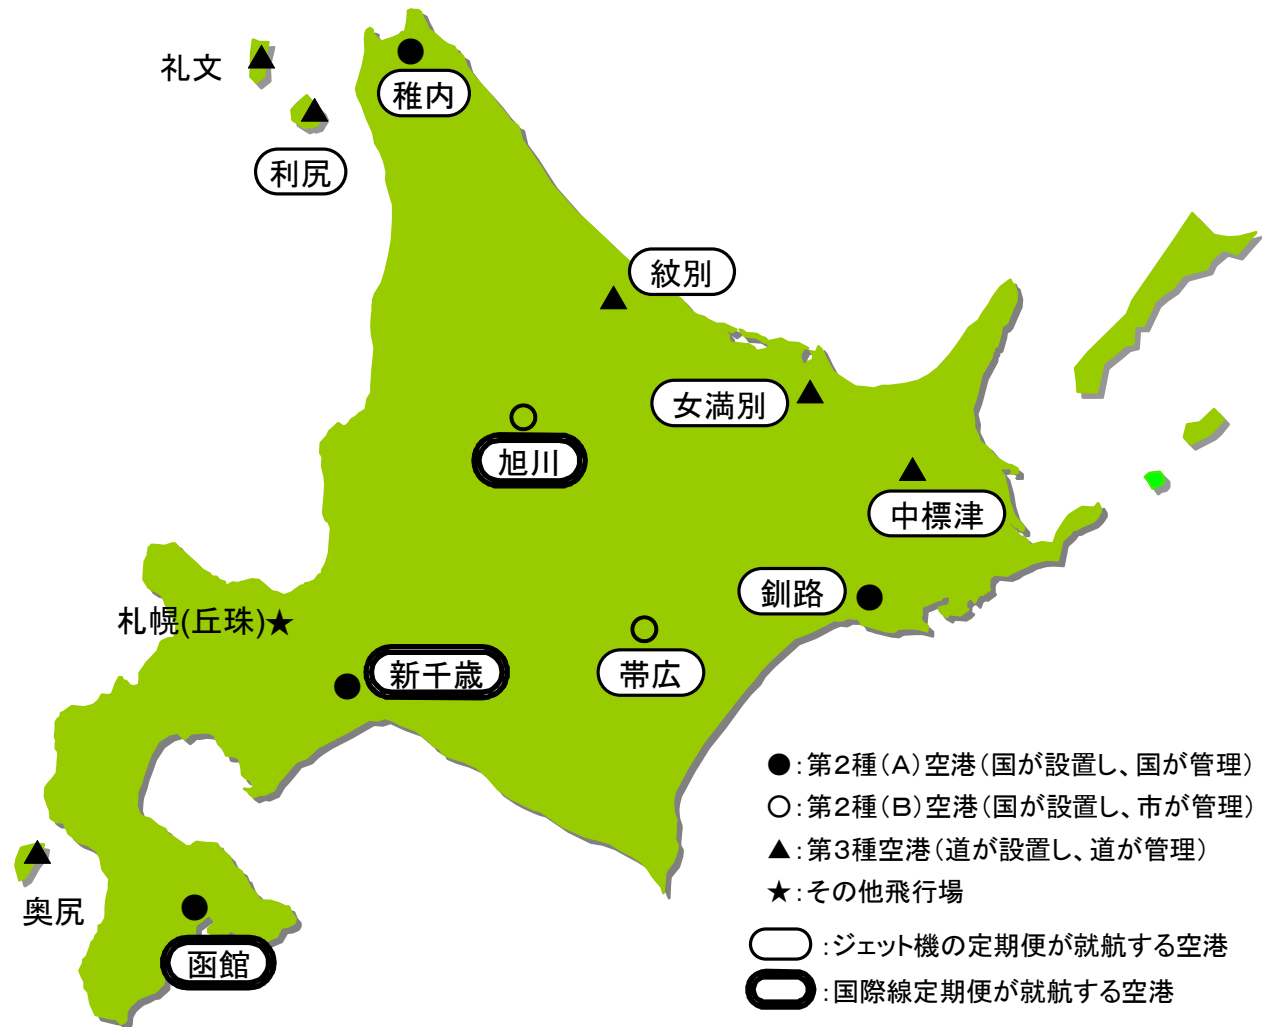 礼文
稚内
利尻
紋別
女満別
旭川
中標津
釧路
札幌(丘珠)★
新千歳
帯広
奥尻
函館
●:第2種(A)空港(国が設置し、国が管理)
○:第2種(B)空港(国が設置し、市が管理)
▲:第3種空港(道が設置し、道が管理)
★:その他飛行場
:ジェット機の定期便が就航する空港
:国際線定期便が就航する空港